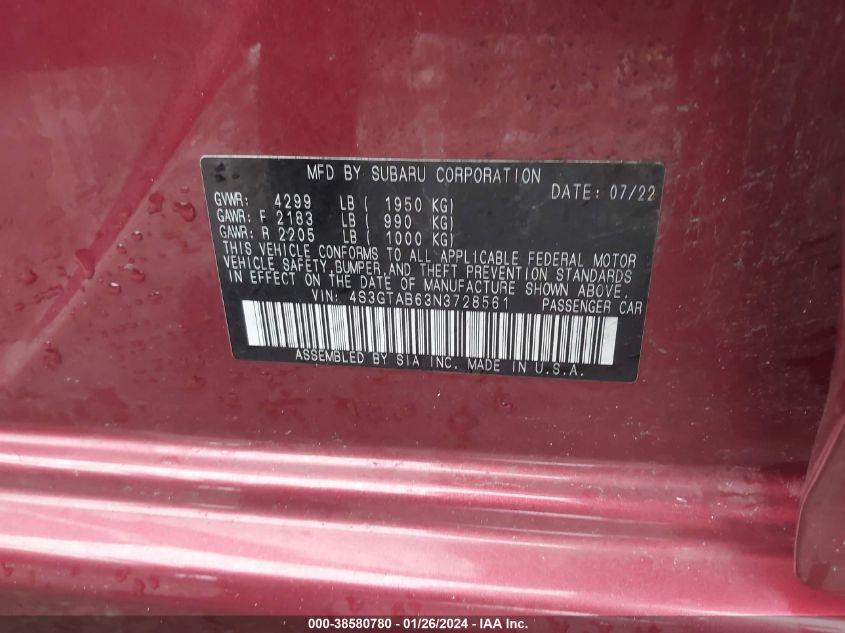 MFD BY SUBARU CORPORATION
DATE: 07/22
GVWR: 4299 LB ( 1950 KG)
GAWR: F 2183 LB ( 990 KG)
GAWR: R 2205 LB ( 1000 KG)
THIS VEHICLE CONFORMS TO ALL APPLICABLE FEDERAL MOTOR
VEHICLE SAFETY, BUMPER, AND THEFT PREVENTION STANDARDS
IN EFFECT ON THE DATE OF MANUFACTURE SHOWN ABOVE.
VIN: 4S3GTAB63N3728561 PASSENGER CAR
ASSEMBLED BY SIA INC. MADE IN U.S.A.
000-38580780 - 01/26/2024 - IAA Inc.